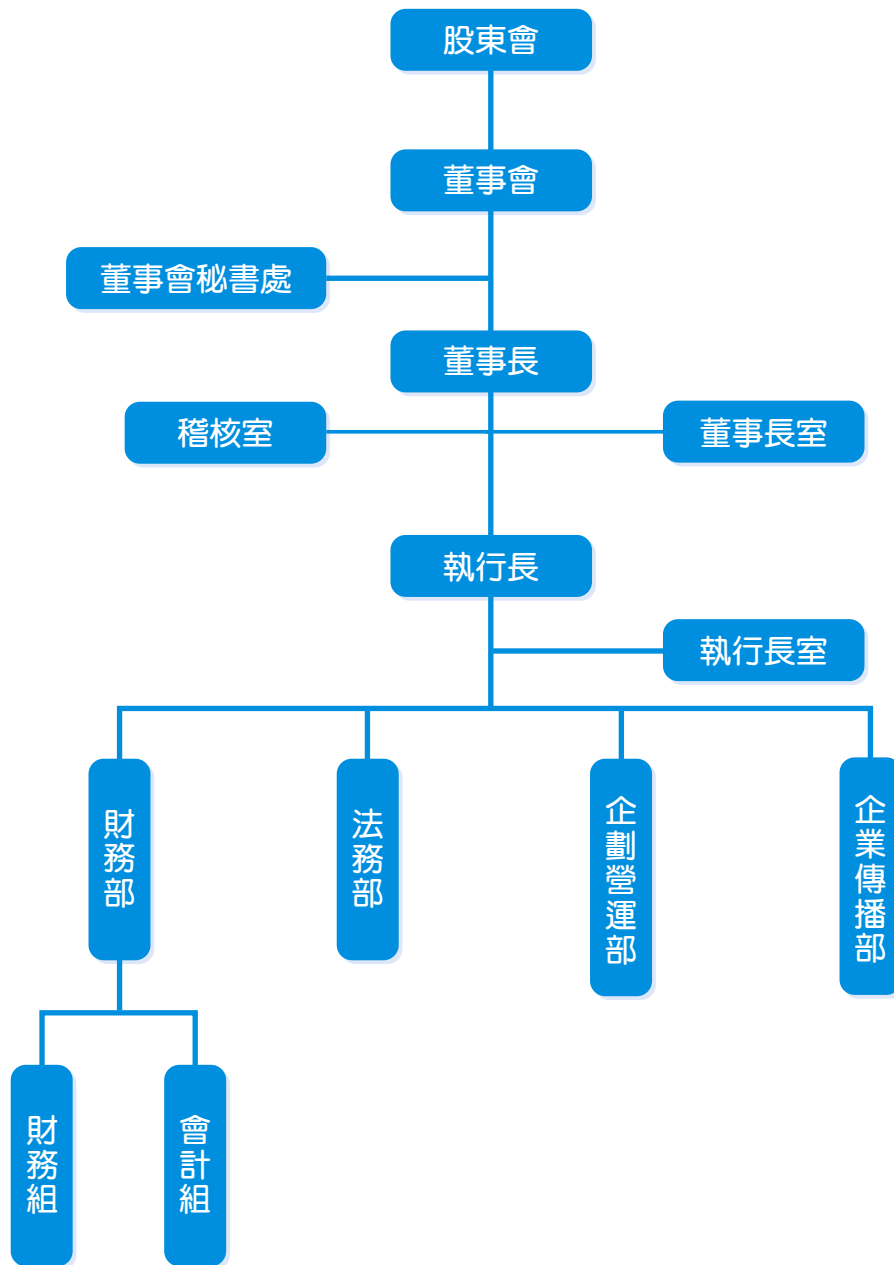 股東會
董事會
董事會秘書處
董事長
稽核室
董事長室
執行長
執行長室
財務部
法務部
企劃營運部
企業傳播部
財務組
會計組